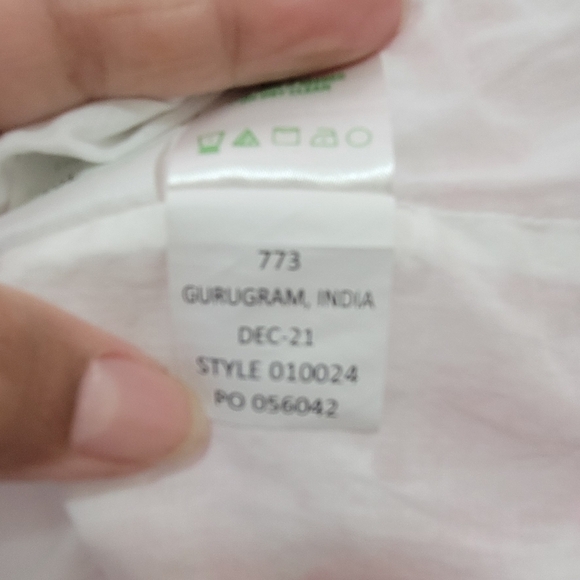 773
GURUGRAM, INDIA
DEC-21
STYLE 010024
PO 056042